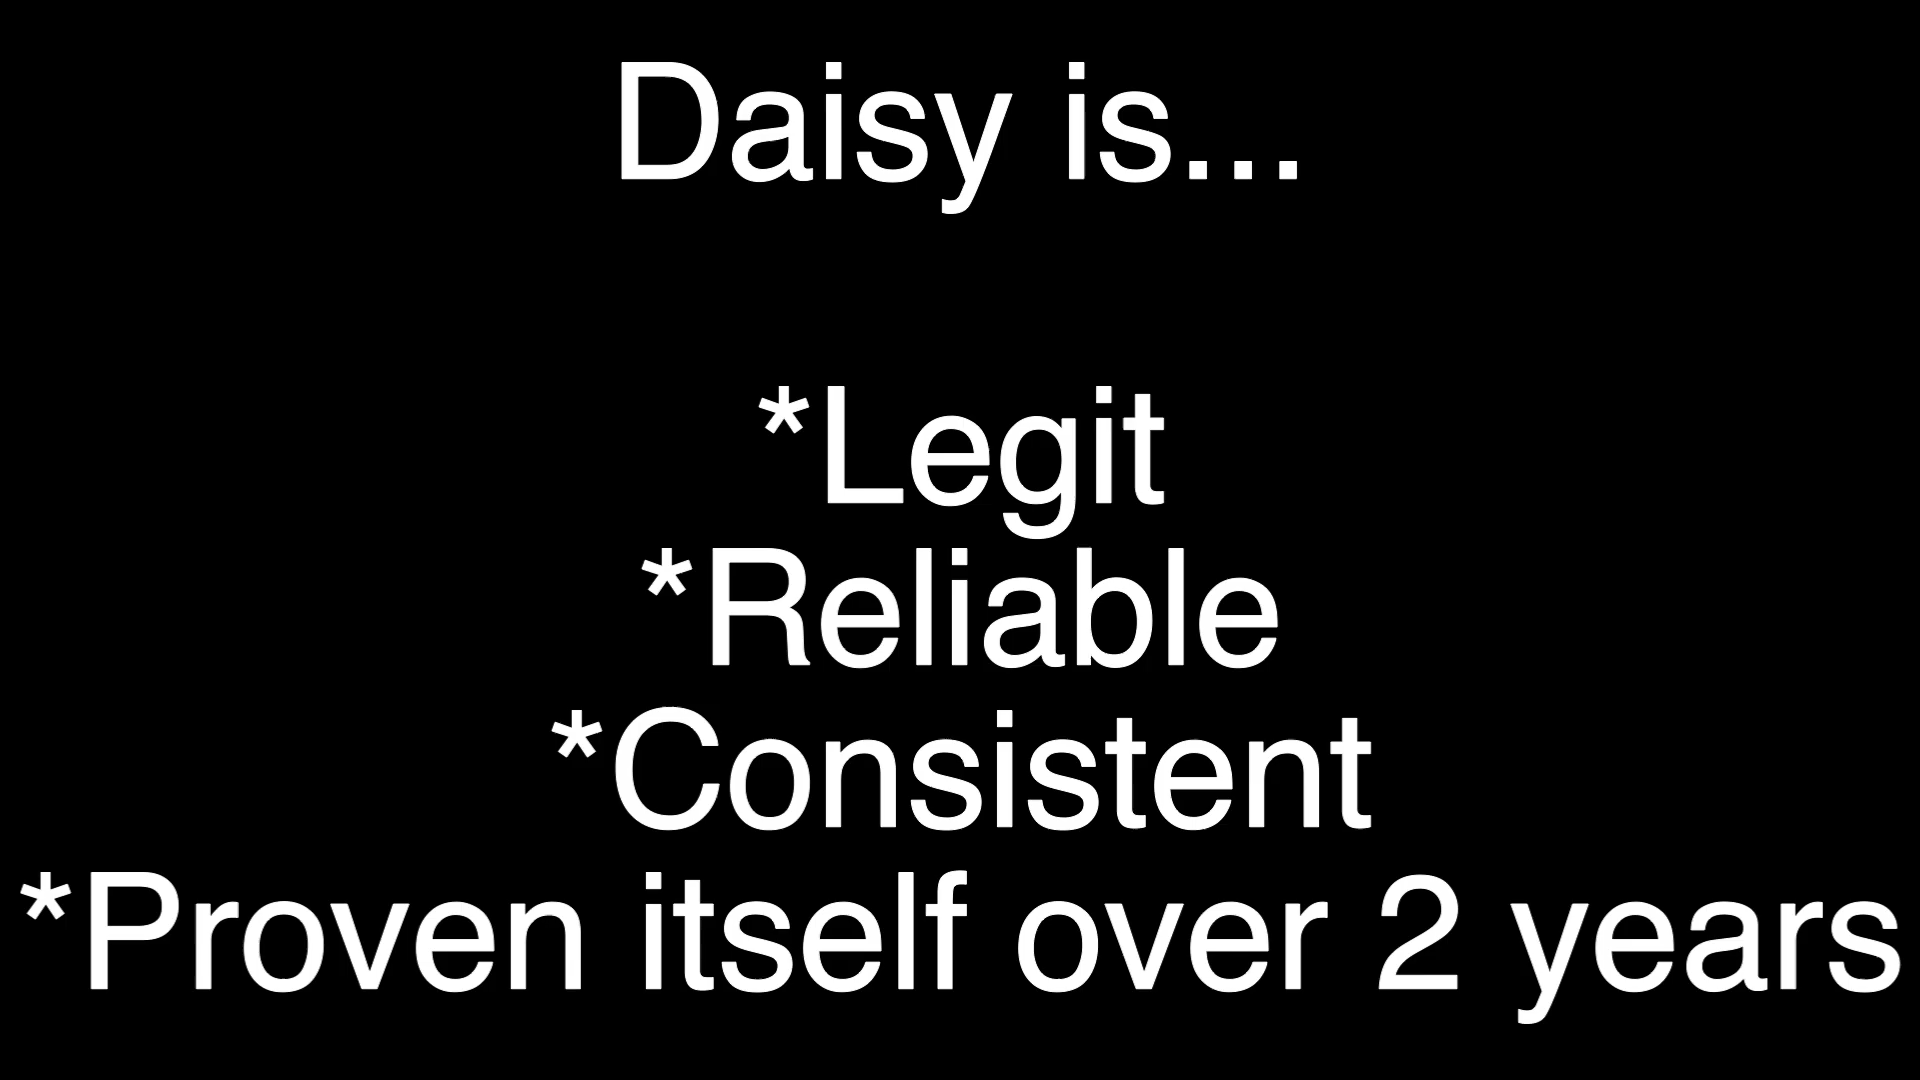 Daisy is...
*Legit
*Reliable
*Consistent
*Proven itself over 2 years